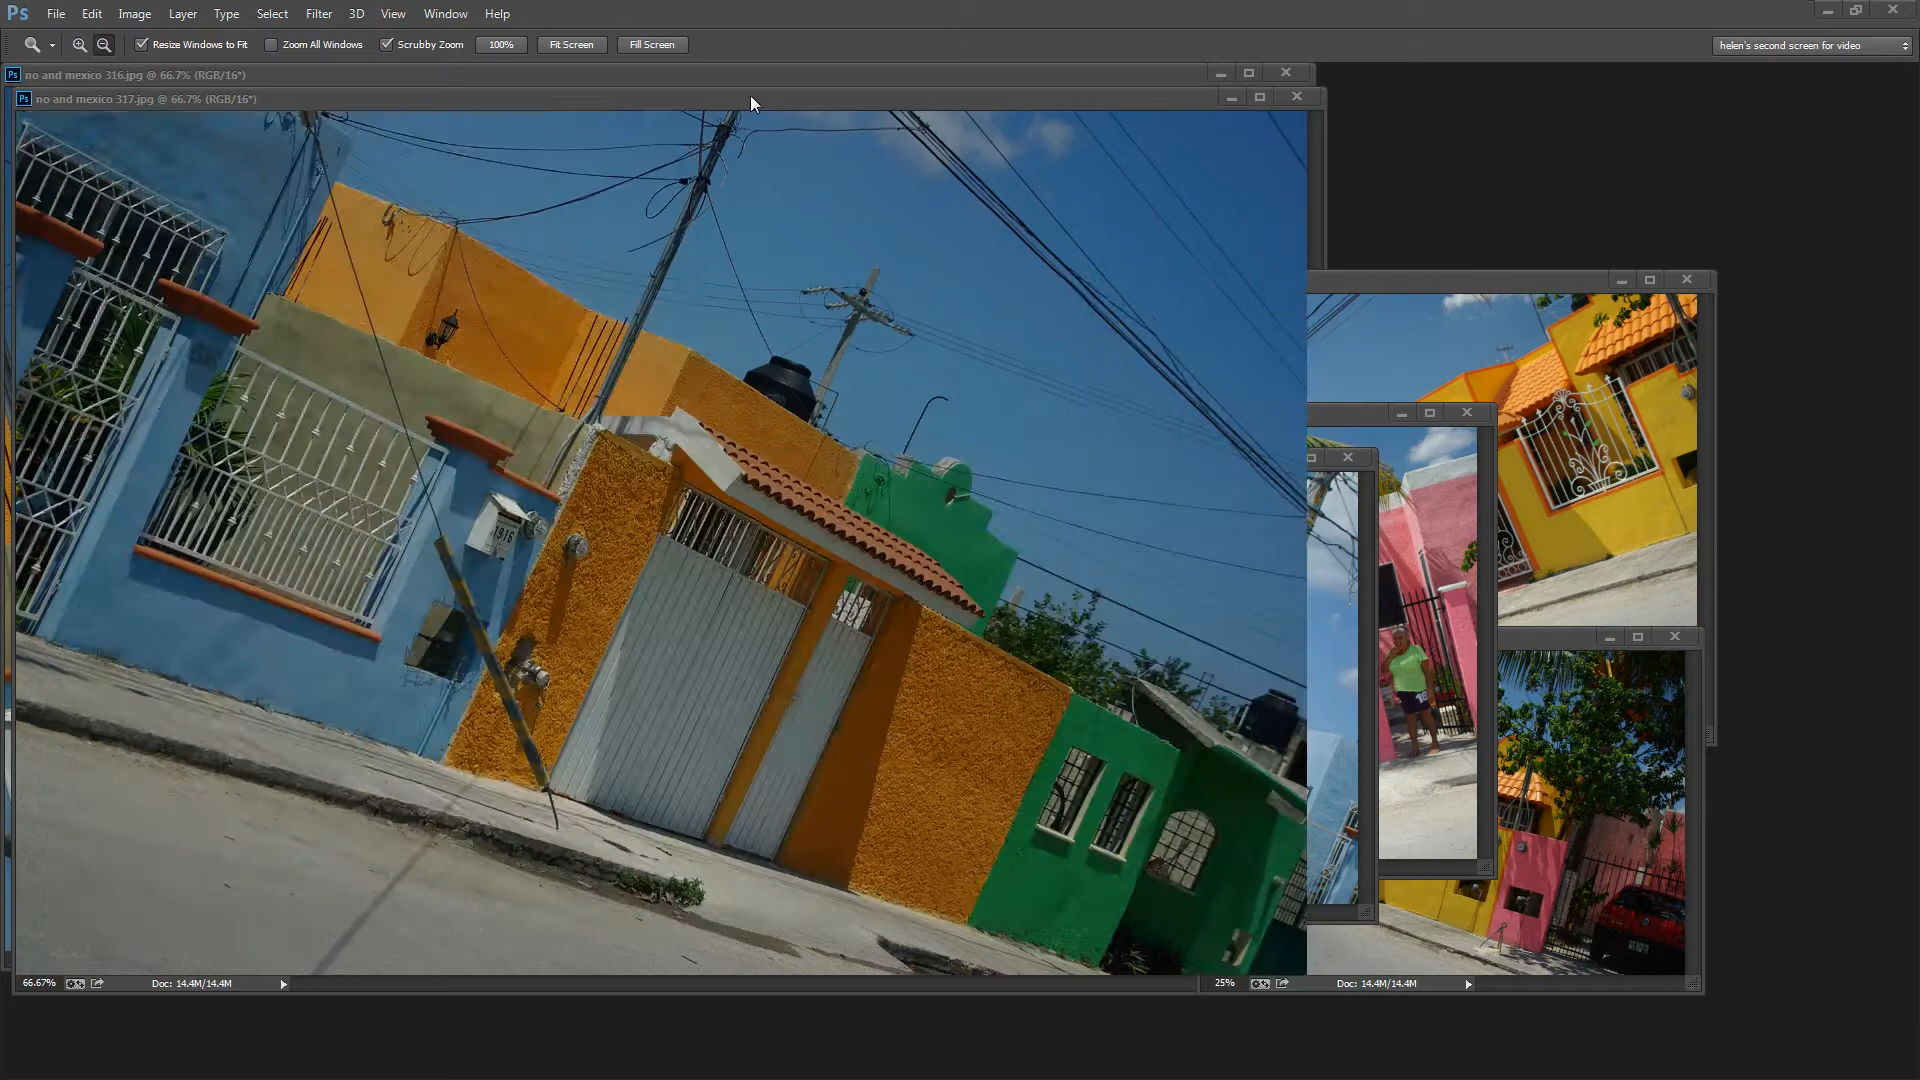 Ps File Edit Image Layer Type Select Filter 3D View Window Help
Resize Windows to Fit Zoom All Windows Scrubby Zoom 100% Fit Screen Fill Screen helen's second screen for video
Ps no and mexico 316.jpg @ 66.7% (RGB/16*)
Ps no and mexico 317.jpg @ 66.7% (RGB/16*)
1916
66.67% Doc: 14.4M/14.4M 25% Doc: 14.4M/14.4M